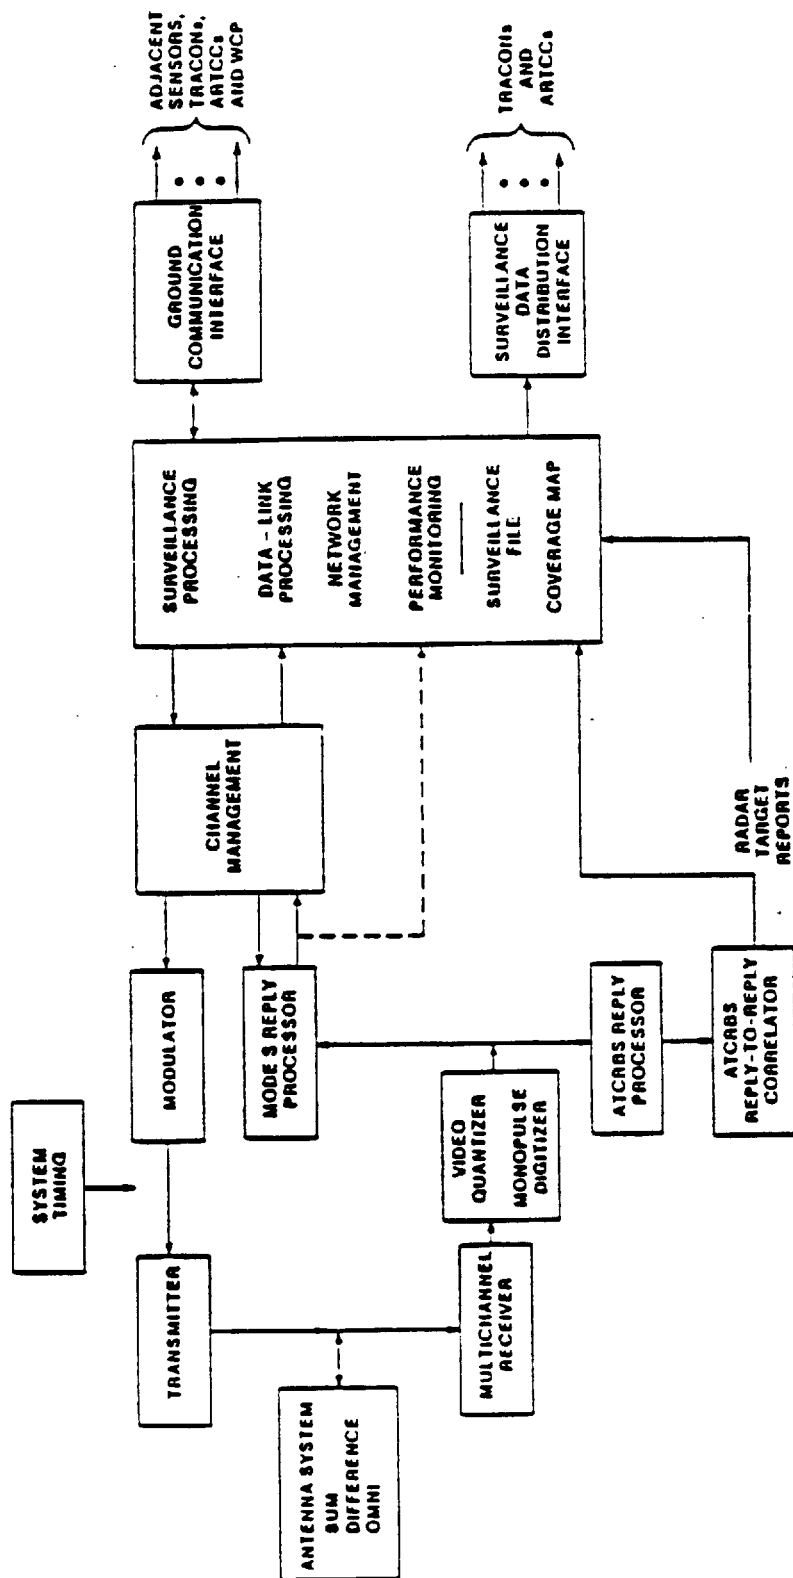 SYSTEM
TIMING
TRANSMITTER
MODULATOR
CHANNEL
MANAGEMENT
MODE S REPLY
PROCESSOR
ANTENNA SYSTEM
SUM
DIFFERENCE
OMNI
MULTICHANNEL
RECEIVER
VIDEO
QUANTIZER
MONOPULSE
DIGITIZER
ATCRBS REPLY
PROCESSOR
ATCRBS
REPLY-TO-REPLY
CORRELATOR
RADAR
TARGET
REPORTS
SURVEILLANCE
PROCESSING
DATA-LINK
PROCESSING
NETWORK
MANAGEMENT
PERFORMANCE
MONITORING
SURVEILLANCE
FILE
COVERAGE MAP
GROUND
COMMUNICATION
INTERFACE
ADJACENT
SENSORS,
TRACONs,
ARTCCs
AND WCP
SURVEILLANCE
DATA
DISTRIBUTION
INTERFACE
TRACONs
AND
ARTCCs